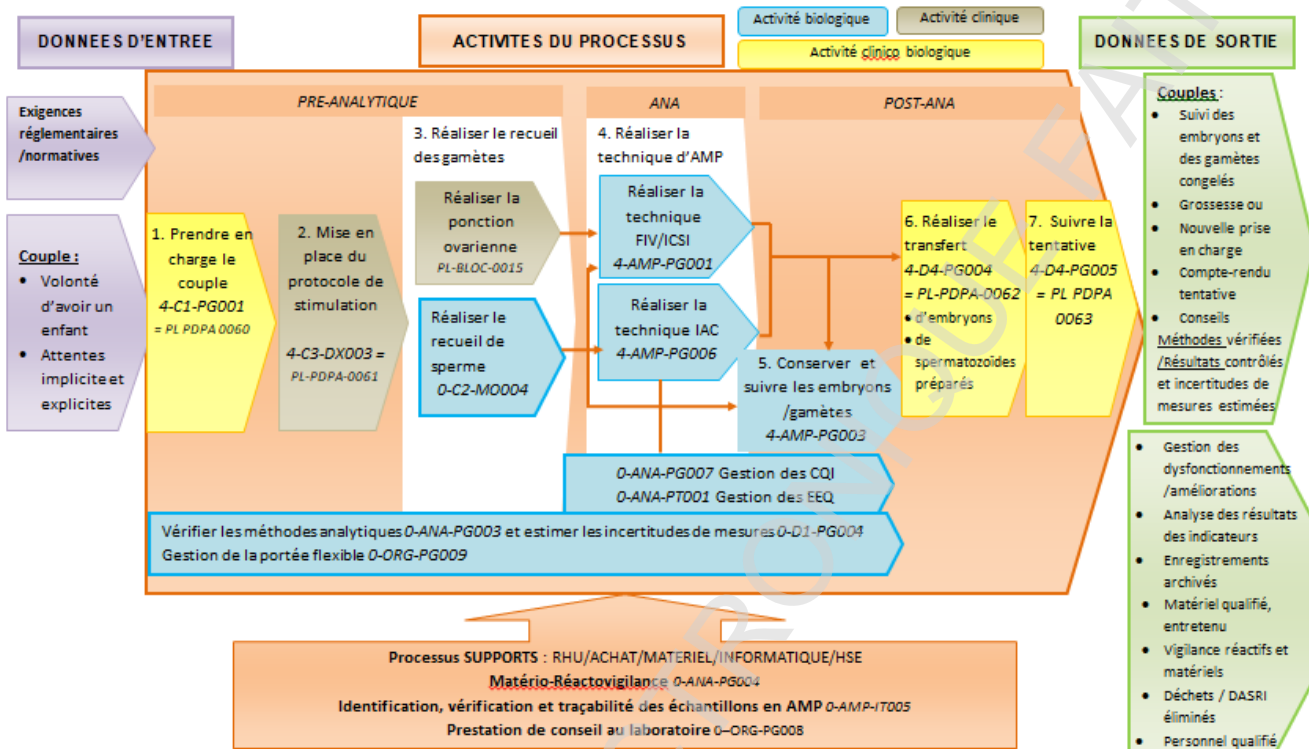 DONNEES D'ENTREE
ACTIVITES DU PROCESSUS
Activité biologique
Activité clinique
Activité clinico biologique
DONNEES DE SORTIE
Exigences
réglementaires
/normatives
Couple :
• Volonté
d'avoir un
enfant
• Attentes
implicite et
explicites
PRE-ANALYTIQUE
ANA
POST-ANA
1. Prendre en
charge le
couple
4-C1-PG001
= PL PDPA 0060
2. Mise en
place du
protocole de
stimulation
4-C3-DX003 =
PL-PDPA-0061
3. Réaliser le recueil
des gamètes
Réaliser la
ponction
ovarienne
PL-BLOC-0015
Réaliser le
recueil de
sperme
0-C2-MO004
4. Réaliser la
technique d'AMP
Réaliser la
technique
FIV/ICSI
4-AMP-PG001
Réaliser la
technique IAC
4-AMP-PG006
5. Conserver et
suivre les embryons
/gamètes
4-AMP-PG003
6. Réaliser le
transfert
4-D4-PG004
= PL-PDPA-0062
• d'embryons
• de
spermatozoïdes
préparés
7. Suivre la
tentative
4-D4-PG005
= PL PDPA
0063
0-ANA-PG007 Gestion des CQI
0-ANA-PT001 Gestion des EEQ
Vérifier les méthodes analytiques 0-ANA-PG003 et estimer les incertitudes de mesures 0-D1-PG004
Gestion de la portée flexible 0-ORG-PG009
Couples :
• Suivi des
embryons et
des gamètes
congelés
• Grossesse ou
• Nouvelle prise
en charge
• Compte-rendu
tentative
• Conseils
Méthodes vérifiées
/Résultats contrôlés
et incertitudes de
mesures estimées
• Gestion des
dysfonctionnements
/améliorations
• Analyse des résultats
des indicateurs
• Enregistrements
archivés
• Matériel qualifié,
entretenu
• Vigilance réactifs et
matériels
• Déchets / DASRI
éliminés
• Personnel qualifié
Processus SUPPORTS : RHU/ACHAT/MATERIEL/INFORMATIQUE/HSE
Matério-Réactovigilance 0-ANA-PG004
Identification, vérification et traçabilité des échantillons en AMP 0-AMP-IT005
Prestation de conseil au laboratoire 0–ORG-PG008
TROMQUE FAIT